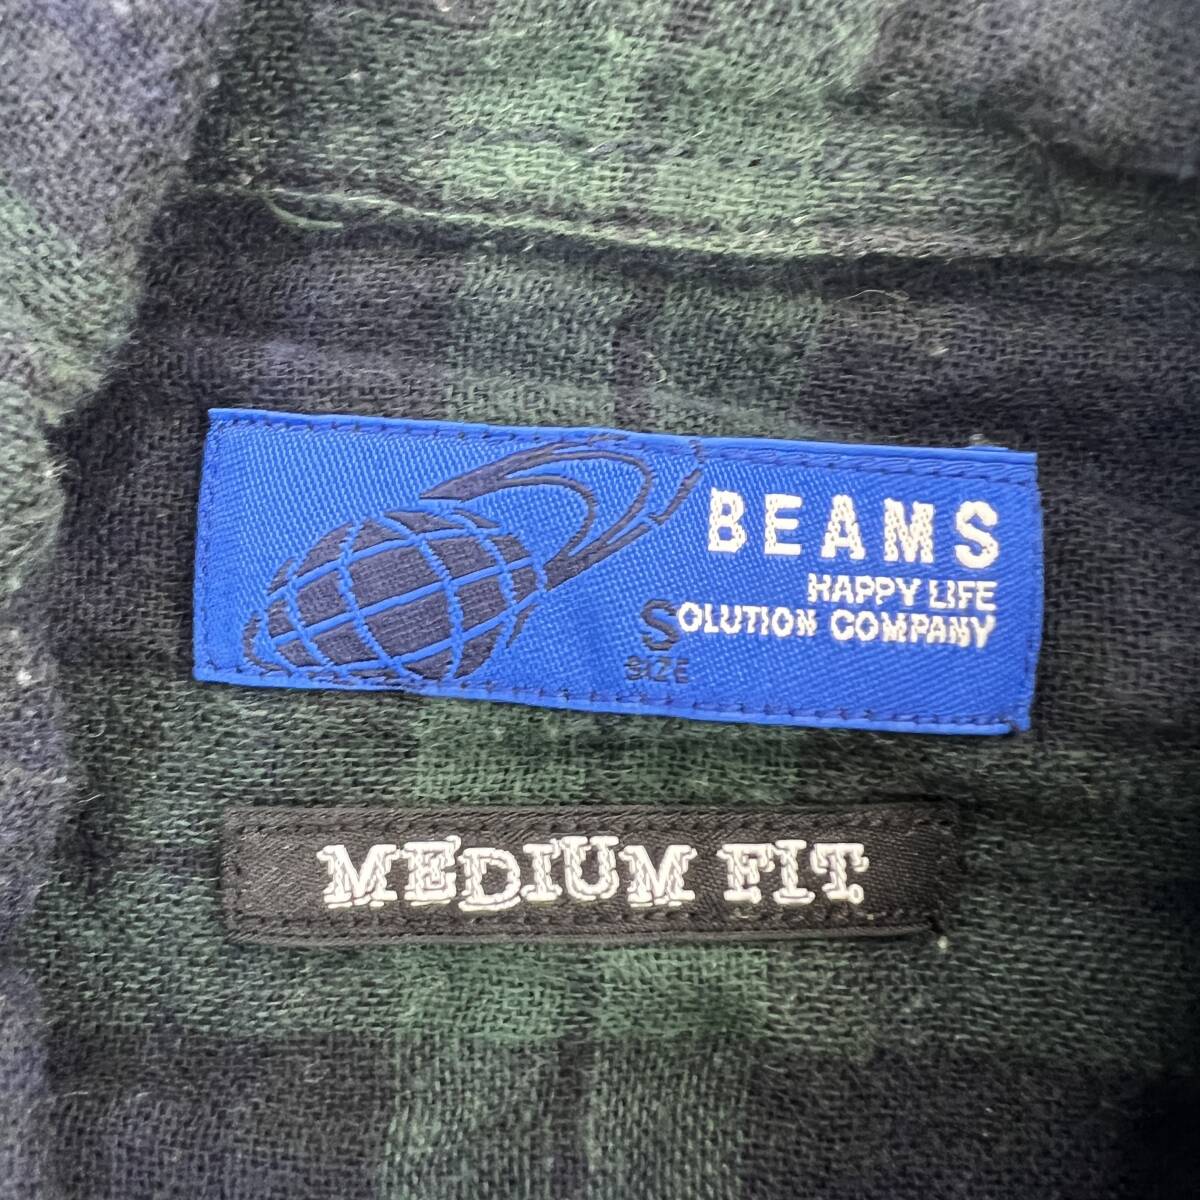 BEAMS
HAPPY LIFE
SOLUTION COMPANY
SIZE
MEDIUM FIT